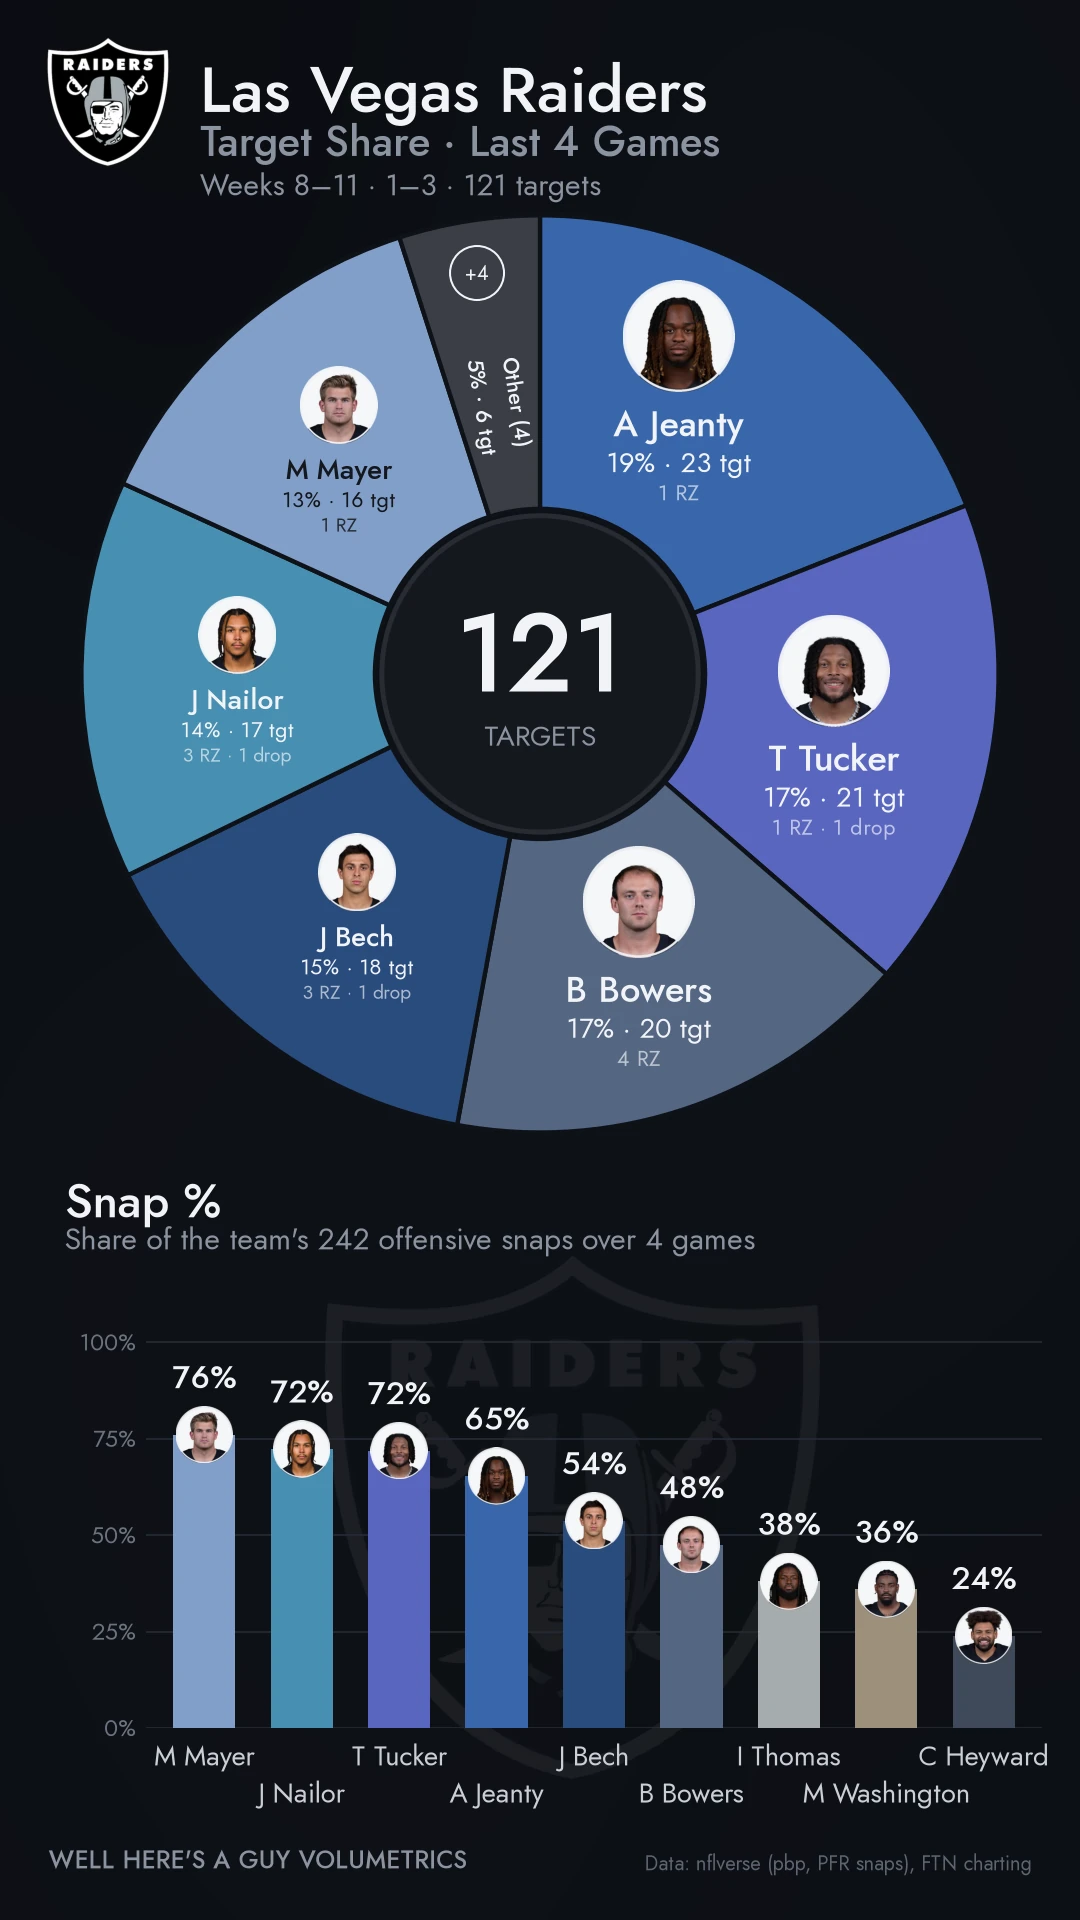 RAIDERS
Las Vegas Raiders
Target Share · Last 4 Games
Weeks 8–11 · 1–3 · 121 targets
+4
Other (4)
5% · 6 tgt
A Jeanty
19% · 23 tgt
1 RZ
M Mayer
13% · 16 tgt
1 RZ
T Tucker
17% · 21 tgt
1 RZ · 1 drop
J Nailor
14% · 17 tgt
3 RZ · 1 drop
121
TARGETS
J Bech
15% · 18 tgt
3 RZ · 1 drop
B Bowers
17% · 20 tgt
4 RZ
Snap %
Share of the team's 242 offensive snaps over 4 games
RAIDERS
100%
75%
50%
25%
0%
76%
72%
72%
65%
54%
48%
38%
36%
24%
M Mayer
J Nailor
T Tucker
A Jeanty
J Bech
B Bowers
I Thomas
M Washington
C Heyward
WELL HERE'S A GUY VOLUMETRICS
Data: nflverse (pbp, PFR snaps), FTN charting